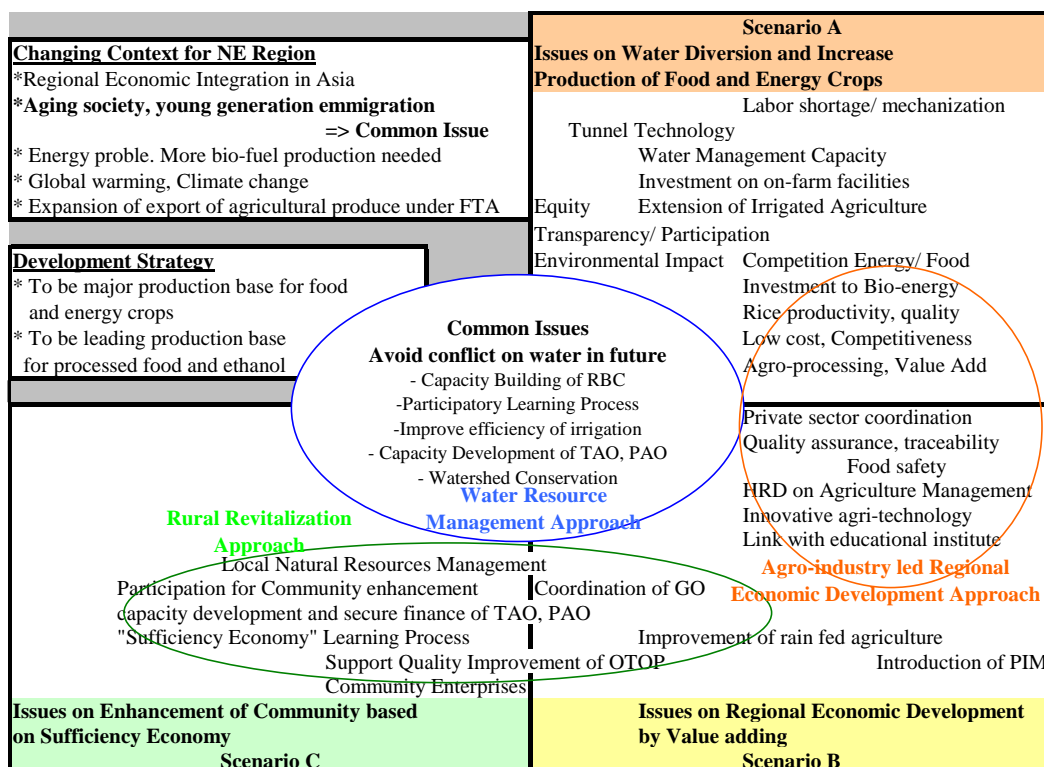 Changing Context for NE Region
*Regional Economic Integration in Asia
*Aging society, young generation emmigration
=> Common Issue
* Energy proble. More bio-fuel production needed
* Global warming, Climate change
* Expansion of export of agricultural produce under FTA
Development Strategy
* To be major production base for food
and energy crops
* To be leading production base
for processed food and ethanol
Scenario A
Issues on Water Diversion and Increase
Production of Food and Energy Crops
Labor shortage/ mechanization
Tunnel Technology
Water Management Capacity
Investment on on-farm facilities
Equity Extension of Irrigated Agriculture
Transparency/ Participation
Environmental Impact Competition Energy/ Food
Investment to Bio-energy
Rice productivity, quality
Low cost, Competitiveness
Agro-processing, Value Add
Common Issues
Avoid conflict on water in future
- Capacity Building of RBC
-Participatory Learning Process
-Improve efficiency of irrigation
- Capacity Development of TAO, PAO
- Watershed Conservation
Water Resource
Management Approach
Private sector coordination
Quality assurance, traceability
Food safety
HRD on Agriculture Management
Innovative agri-technology
Link with educational institute
Agro-industry led Regional
Economic Development Approach
Rural Revitalization
Approach
Local Natural Resources Management
Participation for Community enhancement
capacity development and secure finance of TAO, PAO
"Sufficiency Economy" Learning Process
Support Quality Improvement of OTOP
Community Enterprises
Coordination of GO
Improvement of rain fed agriculture
Introduction of PIM
Issues on Enhancement of Community based
on Sufficiency Economy
Scenario C
Issues on Regional Economic Development
by Value adding
Scenario B